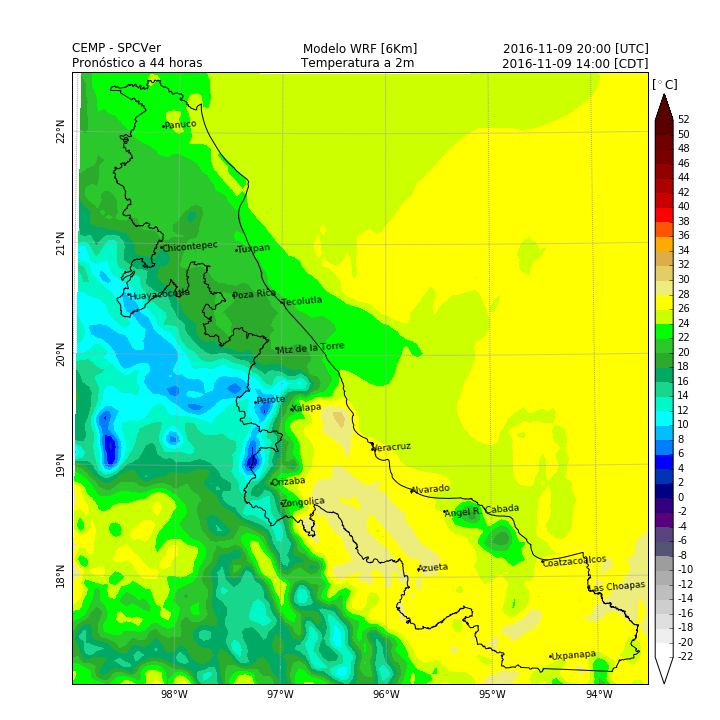 CEMP - SPCVer Modelo WRF [6Km] 2016-11-09 20:00 [UTC]
Pronóstico a 44 horas Temperatura a 2m 2016-11-09 14:00 [CDT]
[°C]
52
50
48
46
44
42
40
38
36
34
32
30
28
26
24
22
20
18
16
14
12
10
8
6
4
2
0
-2
-4
-6
-8
-10
-12
-14
-16
-18
-20
-22
22°N
21°N
20°N
19°N
18°N
Panuco
Chicontepec
Tuxpan
Huayacocotla
Poza Rica
Tecolutla
Mtz de la Torre
Perote
Xalapa
Veracruz
Orizaba
Alvarado
Zongolica
Angel R. Cabada
Azueta
Coatzacoalcos
Las Choapas
Uxpanapa
98°W 97°W 96°W 95°W 94°W